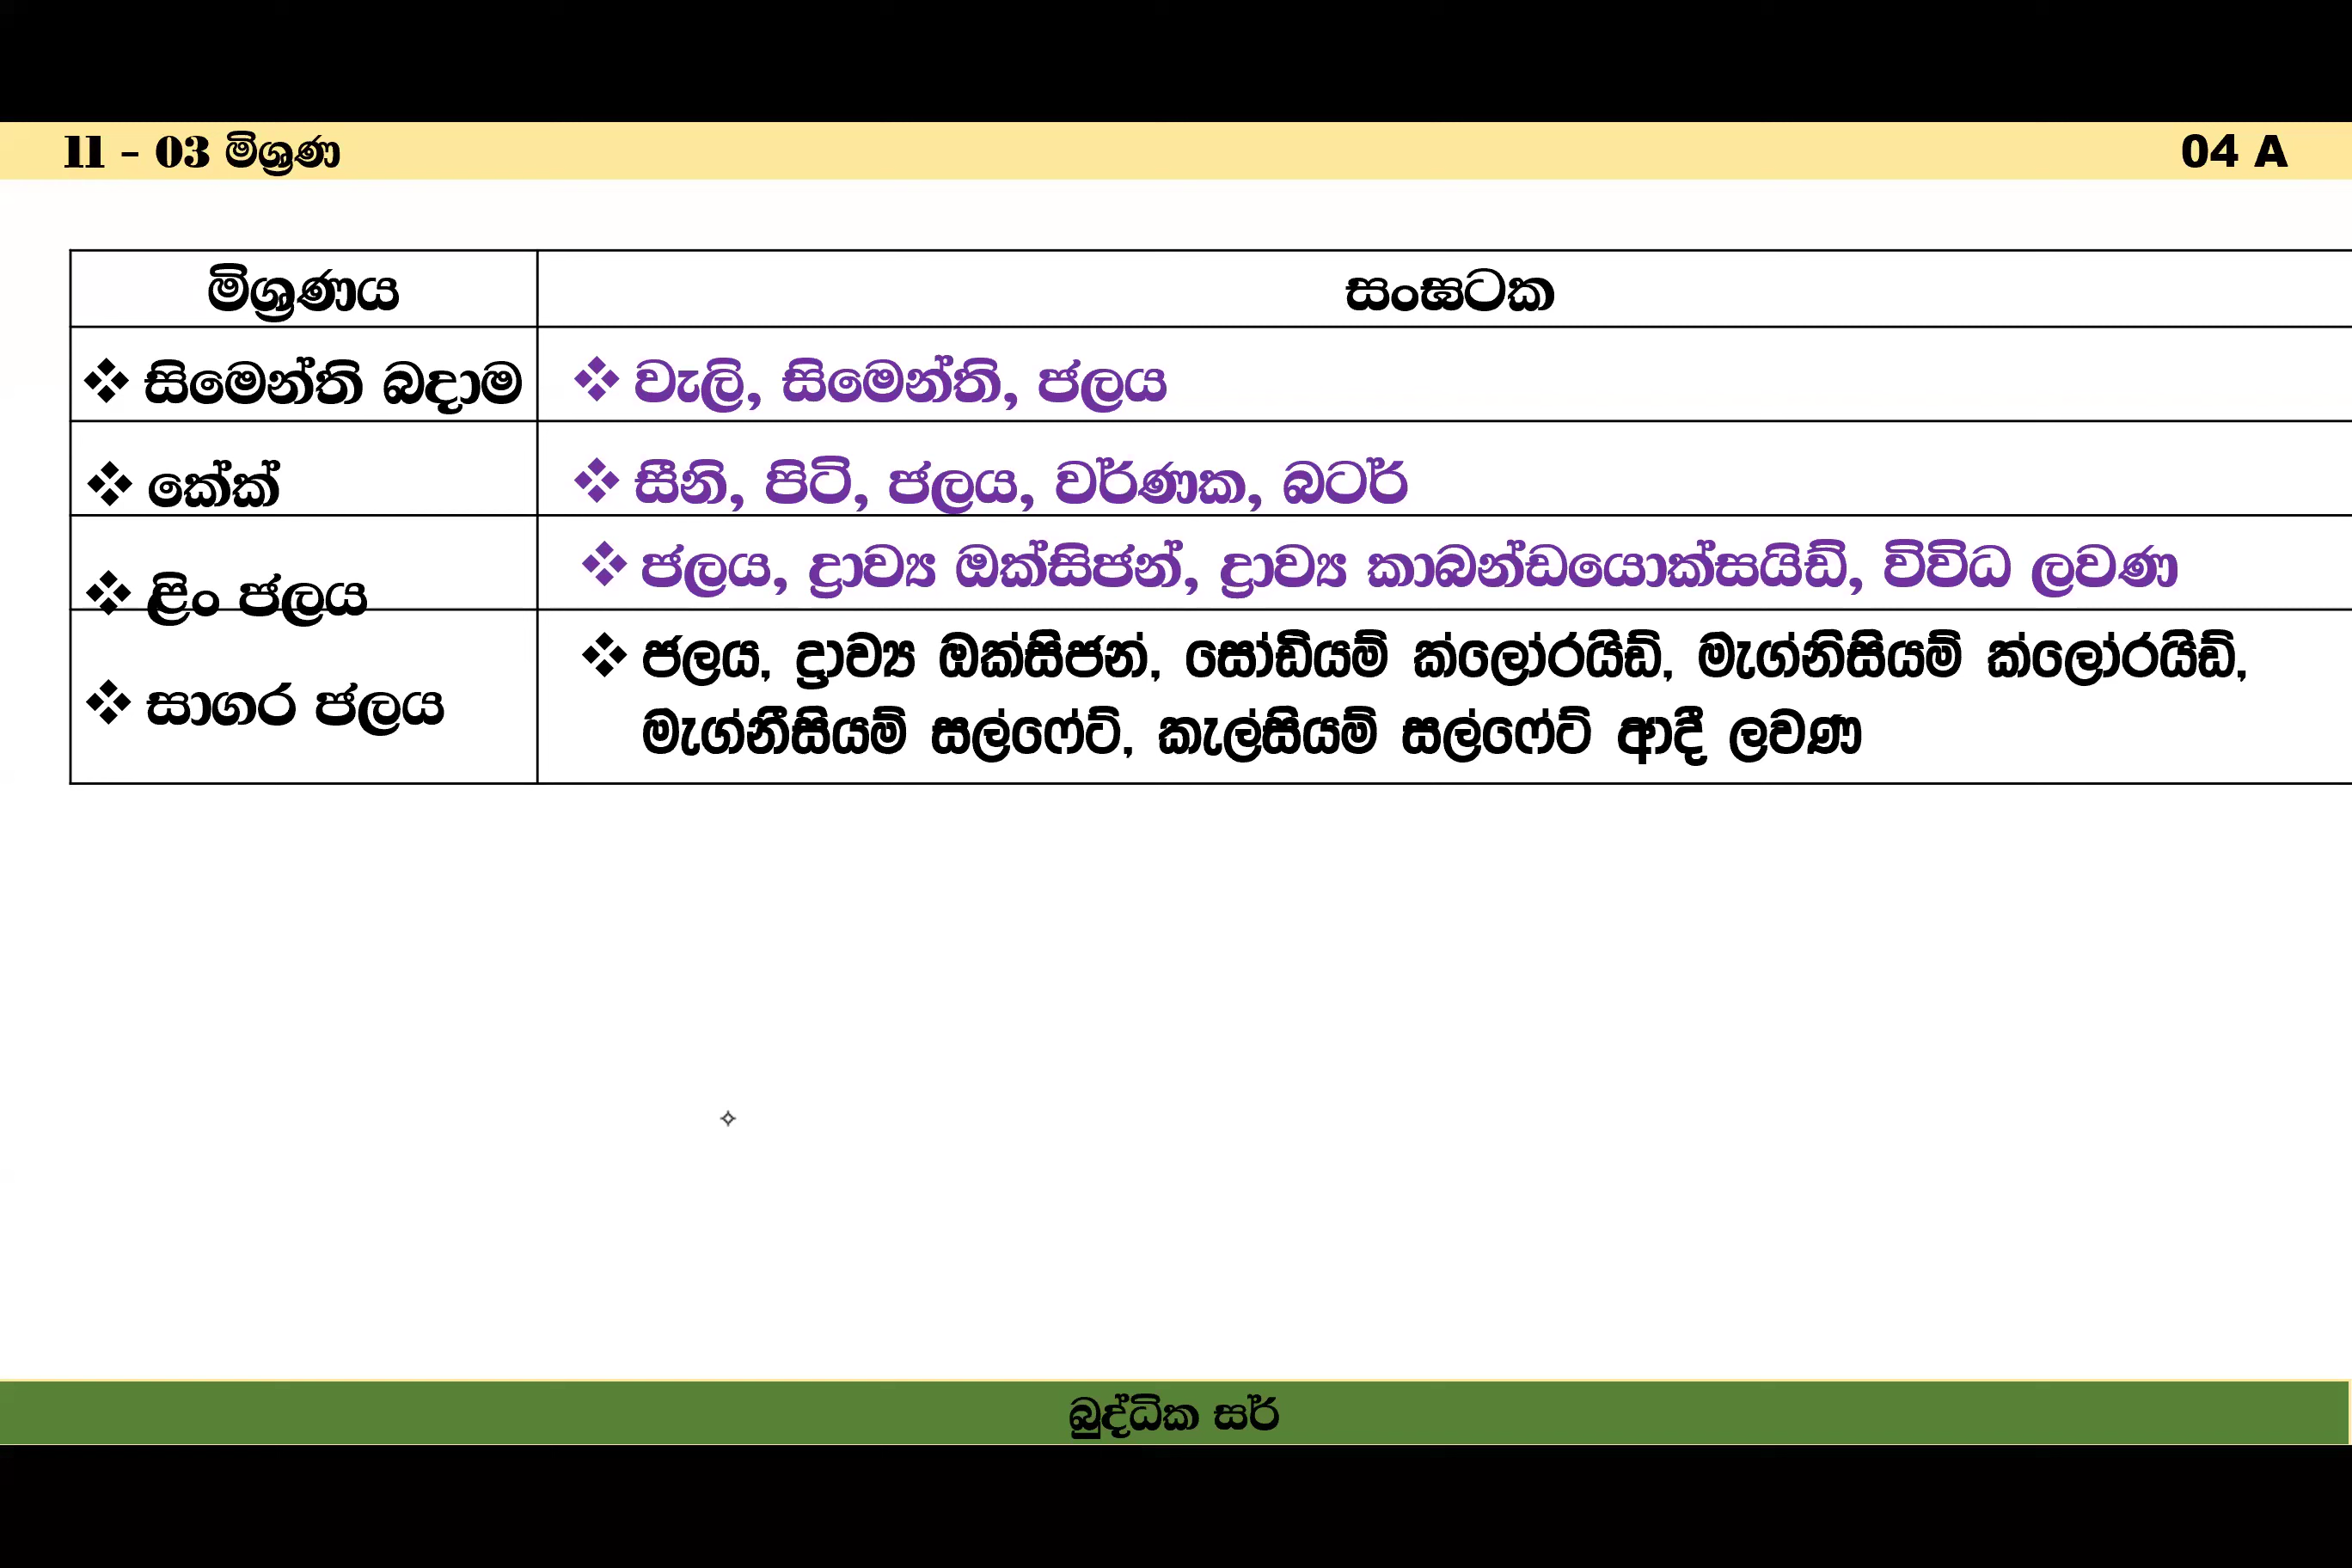 11 - 03 මිශ්‍රණ
04 A
මිශ්‍රණය
සංඝටක
❖ සිමෙන්ති බදාම
❖ වැලි, සිමෙන්ති, ජලය
❖ කේක්
❖ සීනි, පිටි, ජලය, වර්ණක, බටර්
❖ ළිං ජලය
❖ ජලය, ද්‍රාව්‍ය ඔක්සිජන්, ද්‍රාව්‍ය කාබන්ඩයොක්සයිඩ්, විවිධ ලවණ
❖ සාගර ජලය
❖ ජලය, ද්‍රාව්‍ය ඔක්සිජන්, සෝඩියම් ක්ලෝරයිඩ්, මැග්නිසියම් ක්ලෝරයිඩ්,
මැග්නීසියම් සල්ෆේට්, කැල්සියම් සල්ෆේට් ආදී ලවණ
බුද්ධික සර්